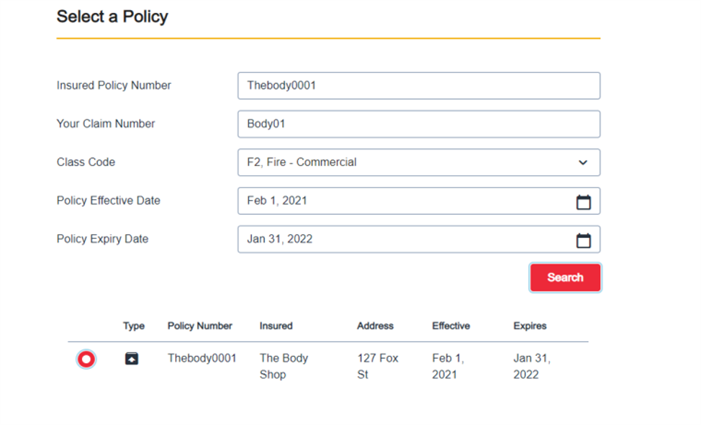 Select a Policy
Insured Policy Number Thebody0001
Your Claim Number Body01
Class Code F2, Fire - Commercial
Policy Effective Date Feb 1, 2021
Policy Expiry Date Jan 31, 2022
Search
Type Policy Number Insured Address Effective Expires
Thebody0001 The Body 127 Fox Feb 1, Jan 31,
Shop St 2021 2022